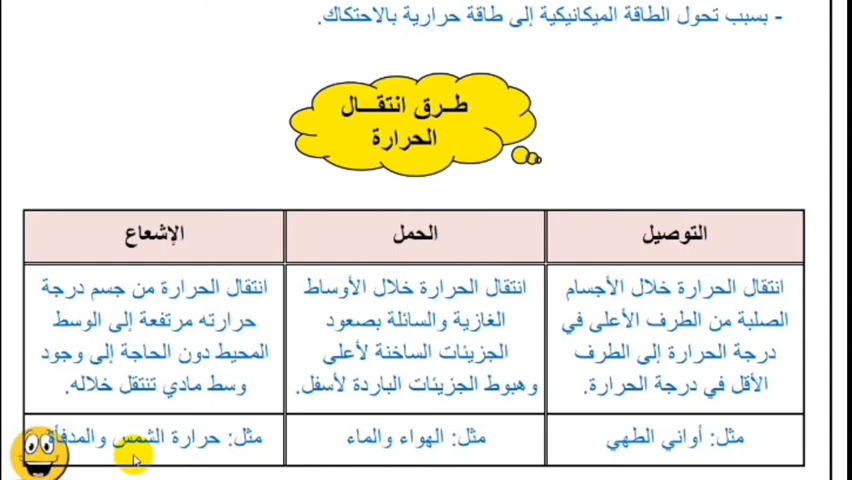 - بسبب تحول الطاقة الميكانيكية إلى طاقة حرارية بالاحتكاك.
طـرق انتقـــال
الحرارة
التوصيل
الحمل
الإشعاع
انتقال الحرارة خلال الأجسام
الصلبة من الطرف الأعلى في
درجة الحرارة إلى الطرف
الأقل في درجة الحرارة.
انتقال الحرارة خلال الأوساط
الغازية والسائلة بصعود
الجزيئات الساخنة لأعلى
وهبوط الجزيئات الباردة لأسفل.
انتقال الحرارة من جسم درجة
حرارته مرتفعة إلى الوسط
المحيط دون الحاجة إلى وجود
وسط مادي تنتقل خلاله.
مثل: أواني الطهي
مثل: الهواء والماء
مثل: حرارة الشمس والمدفأة